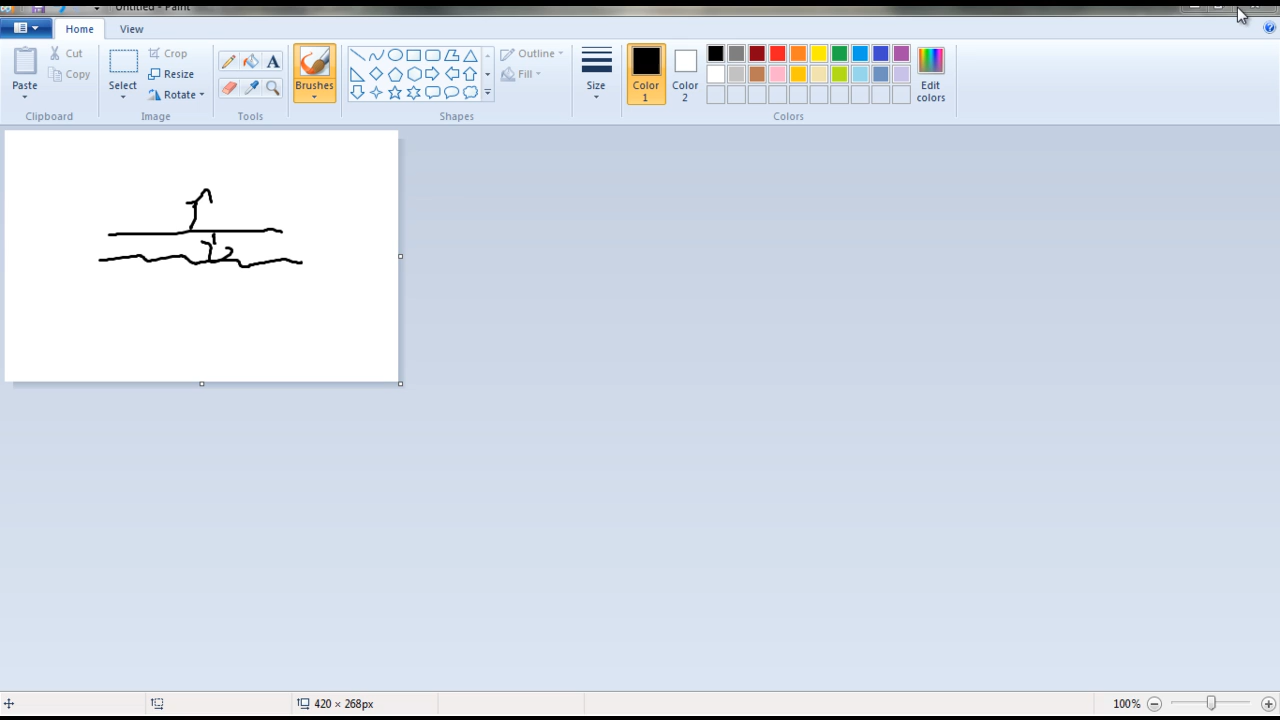 Untitled - Paint
Home View
Paste
Cut
Copy
Clipboard
Select
Crop
Resize
Rotate
Image
A
Tools
Brushes
Outline
Fill
Shapes
Size
Color 1
Color 2
Edit colors
Colors
420 × 268px
100%